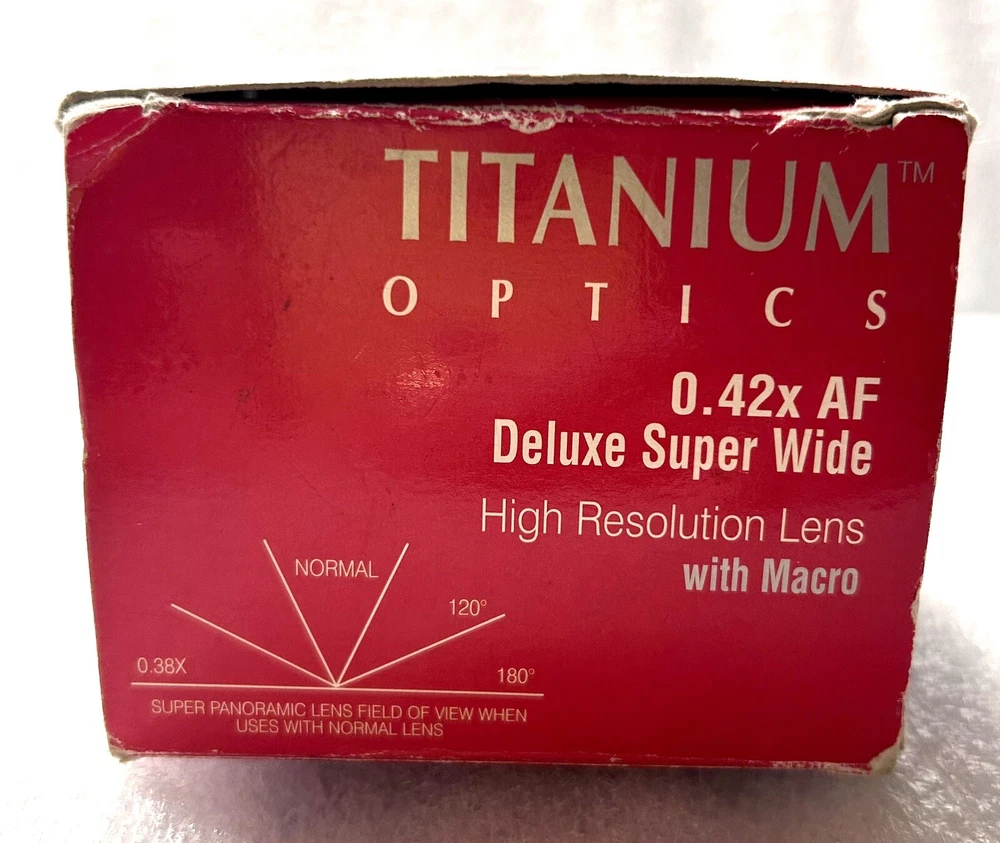 TITANIUM™
OPTICS
0.42x AF
Deluxe Super Wide
High Resolution Lens
with Macro
NORMAL
120°
0.38X
180°
SUPER PANORAMIC LENS FIELD OF VIEW WHEN
USES WITH NORMAL LENS